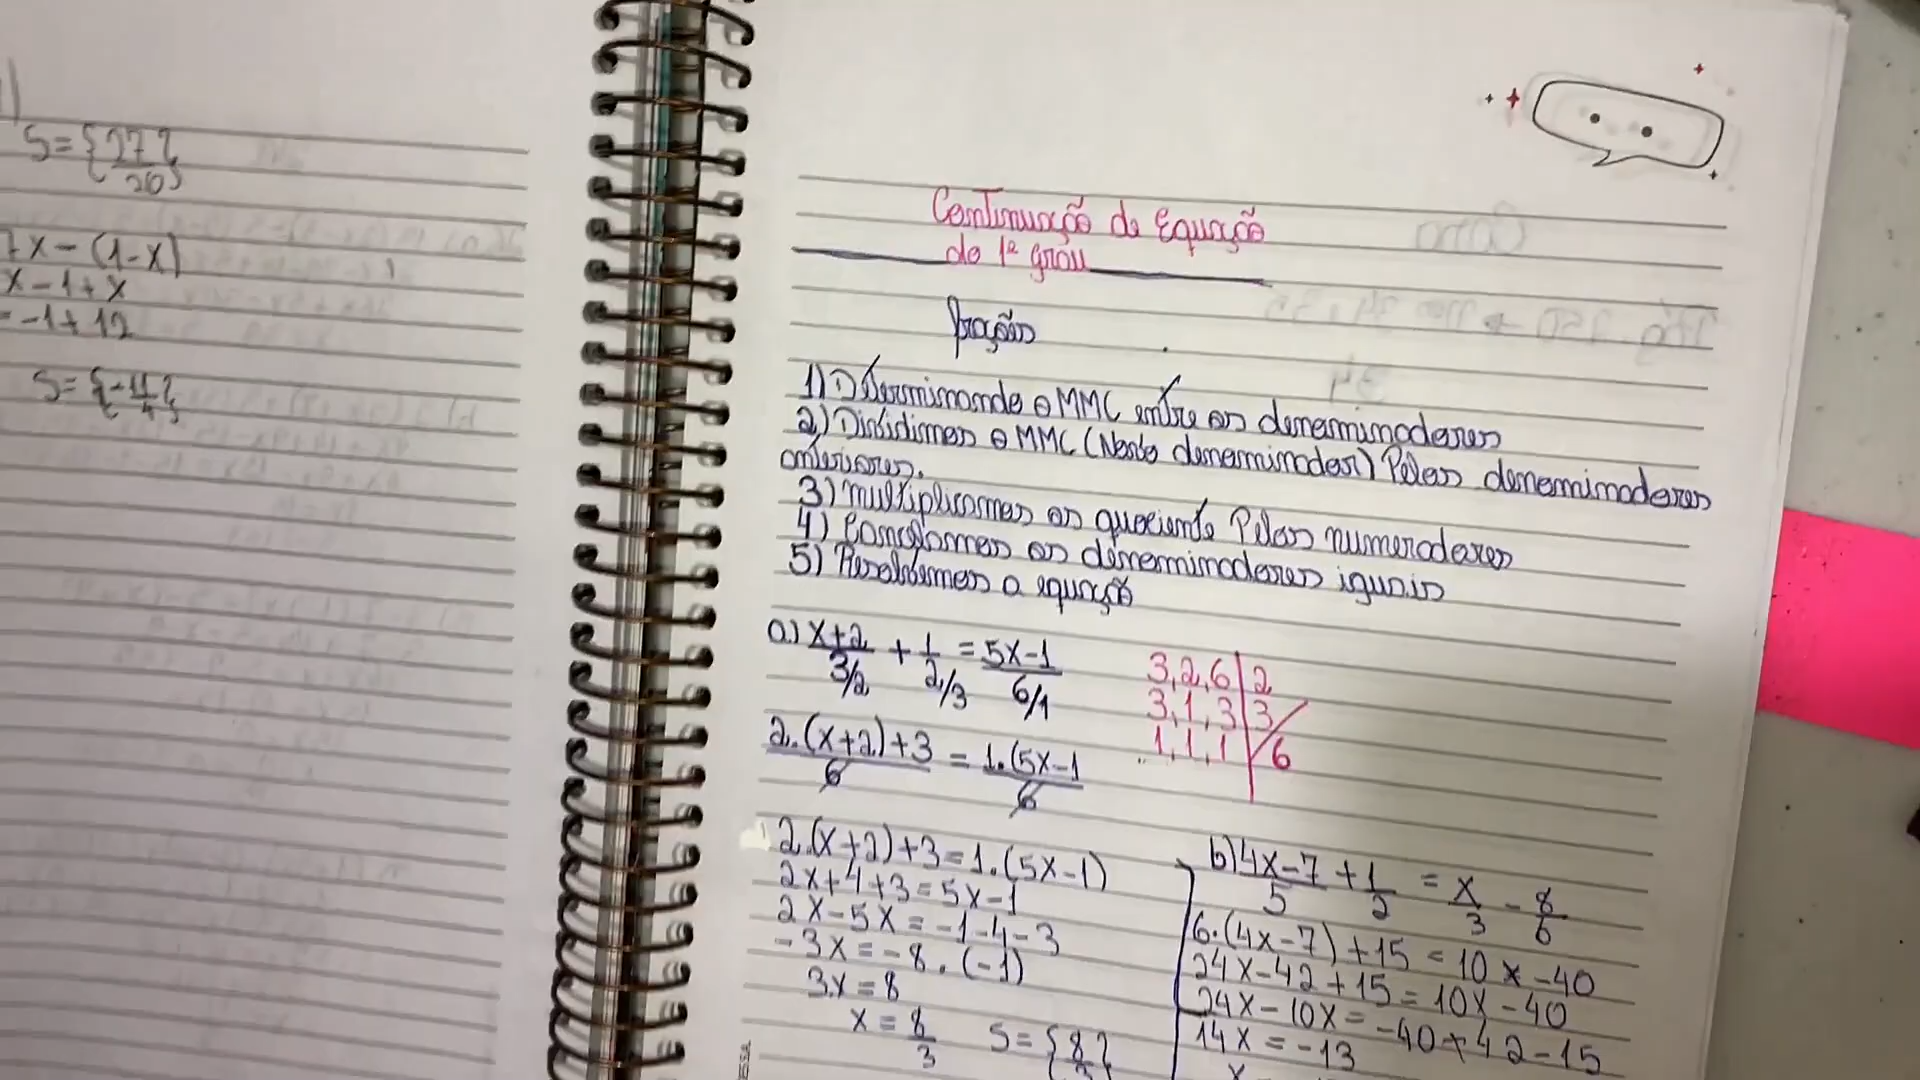 S={27/20}
7x-(1-x)
x-1+x
=-1+12
S={-11/4}
Continuação de Equação
do 1º grau
Frações
1) Determinando o MMC entre os denominadores
2) Dividimos o MMC (Novo denominador) Pelos denominadores
anteriores.
3) Multiplicamos os quociente Pelos numeradores
4) Cancelamos os denominadores iguais
5) Resolvemos a equação
a) x+2/3/2 + 1/2/3 = 5x-1/6/1
3,2,6|2
3,1,3|3
1,1,1|6
2.(x+2)+3/6 = 1.(5x-1/6
2.(x+2)+3=1.(5x-1)
2x+4+3=5x-1
2x-5x=-1-4-3
-3x=-8.(-1)
3x=8
x=8/3 S={8/3}
b) 4x-7/5 + 1/2 = x/3 - 8/6
6.(4x-7)+15=10x-40
24x-42+15=10x-40
24x-10x=-40+42-15
14x=-13